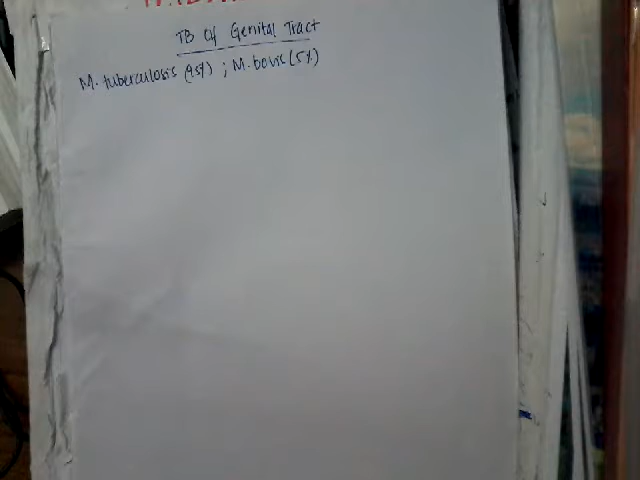 TB Of Genital Tract
M. tuberculosis (95%) ; M. bovis (5%)